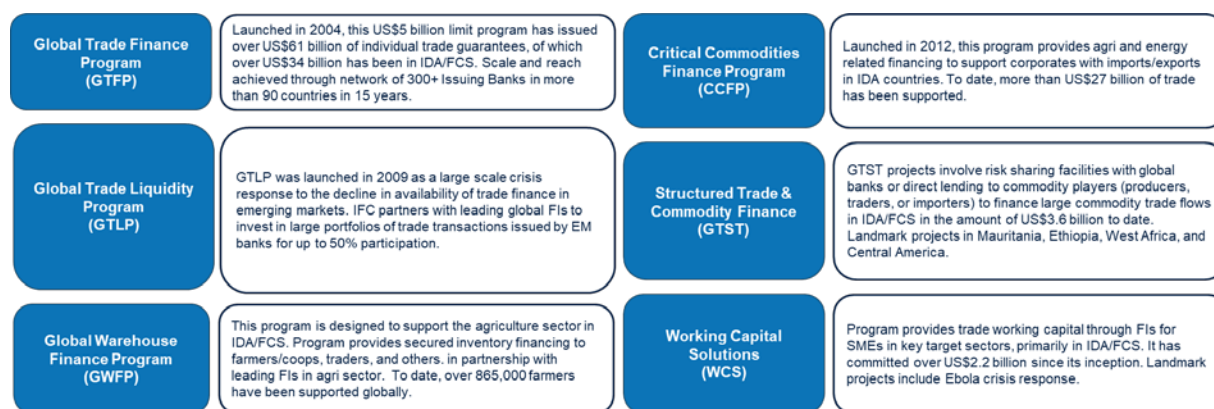 Global Trade Finance
Program
(GTFP)
Launched in 2004, this US$5 billion limit program has issued
over US$61 billion of individual trade guarantees, of which
over US$34 billion has been in IDA/FCS. Scale and reach
achieved through network of 300+ Issuing Banks in more
than 90 countries in 15 years.
Critical Commodities
Finance Program
(CCFP)
Launched in 2012, this program provides agri and energy
related financing to support corporates with imports/exports
in IDA countries. To date, more than US$27 billion of trade
has been supported.
Global Trade Liquidity
Program
(GTLP)
GTLP was launched in 2009 as a large scale crisis
response to the decline in availability of trade finance in
emerging markets. IFC partners with leading global FIs to
invest in large portfolios of trade transactions issued by EM
banks for up to 50% participation.
Structured Trade &
Commodity Finance
(GTST)
GTST projects involve risk sharing facilities with global
banks or direct lending to commodity players (producers,
traders, or importers) to finance large commodity trade flows
in IDA/FCS in the amount of US$3.6 billion to date.
Landmark projects in Mauritania, Ethiopia, West Africa, and
Central America.
Global Warehouse
Finance Program
(GWFP)
This program is designed to support the agriculture sector in
IDA/FCS. Program provides secured inventory financing to
farmers/coops, traders, and others. in partnership with
leading FIs in agri sector. To date, over 865,000 farmers
have been supported globally.
Working Capital
Solutions
(WCS)
Program provides trade working capital through FIs for
SMEs in key target sectors, primarily in IDA/FCS. It has
committed over US$2.2 billion since its inception. Landmark
projects include Ebola crisis response.